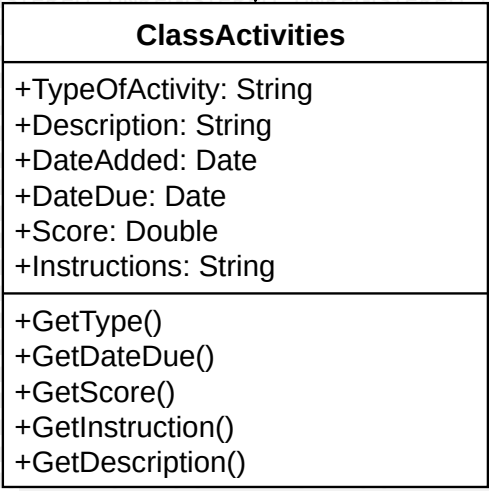 ClassActivities
+TypeOfActivity: String
+Description: String
+DateAdded: Date
+DateDue: Date
+Score: Double
+Instructions: String
+GetType()
+GetDateDue()
+GetScore()
+GetInstruction()
+GetDescription()